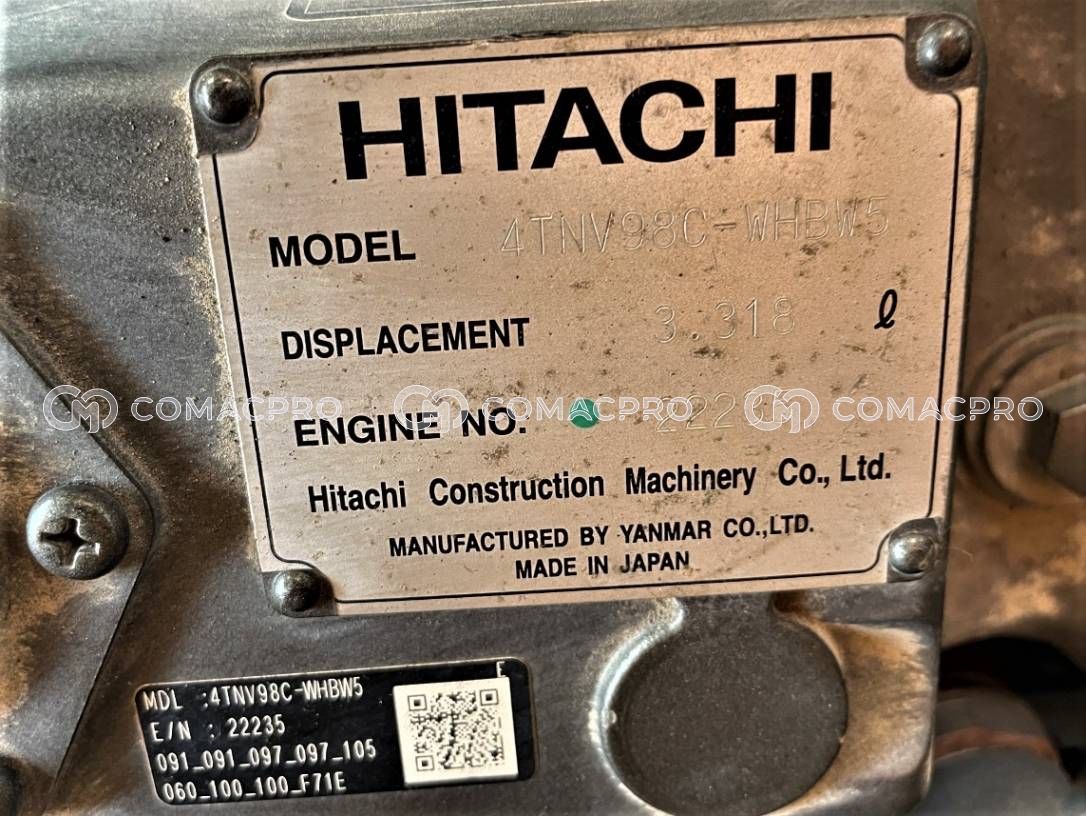 HITACHI
MODEL 4TNV98C-WHBW5
DISPLACEMENT 3.318 ℓ
ENGINE NO.
COMACPRO COMACPRO COMACPRO
Hitachi Construction Machinery Co., Ltd.
MANUFACTURED BY YANMAR CO.,LTD.
MADE IN JAPAN
E
MDL :4TNV98C-WHBW5
E/N : 22235
091_091_097_097_105
060_100_100_F71E